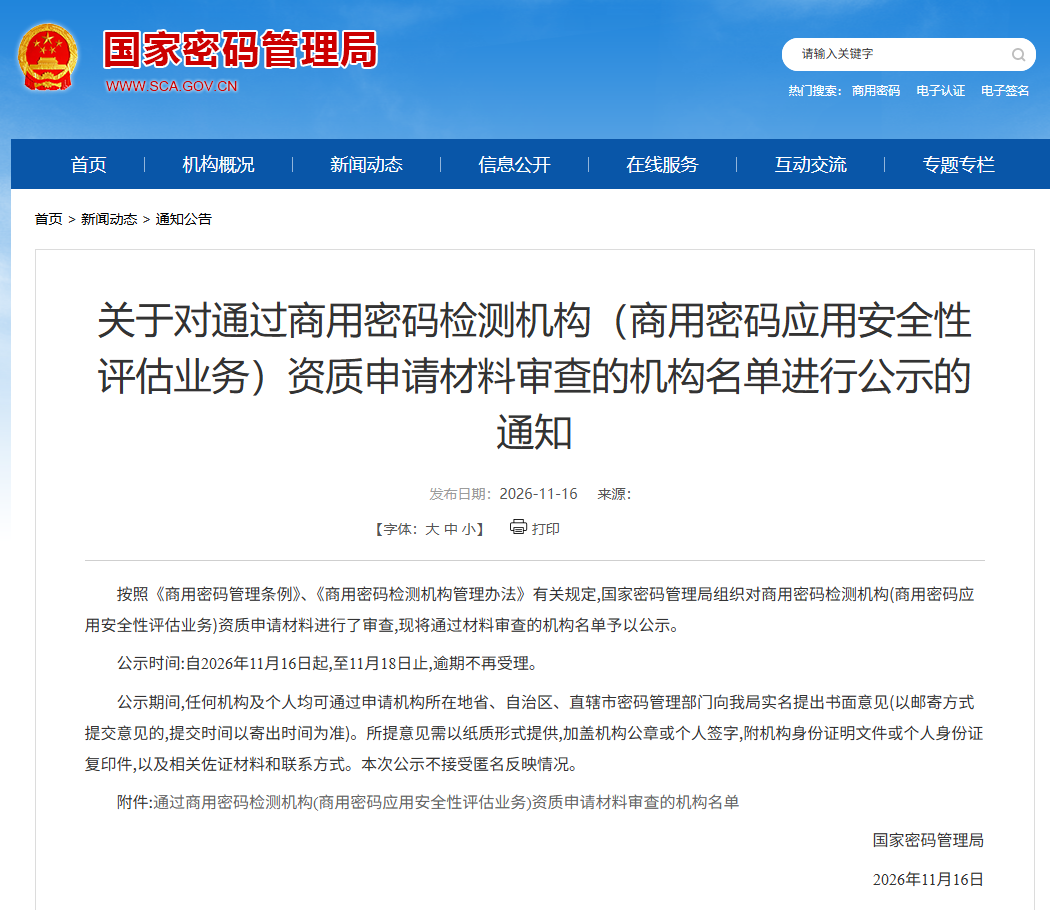 国家密码管理局
WWW.SCA.GOV.CN
请输入关键字
热门搜索： 商用密码 电子认证 电子签名
首页 机构概况 新闻动态 信息公开 在线服务 互动交流 专题专栏
首页 > 新闻动态 > 通知公告
关于对通过商用密码检测机构（商用密码应用安全性
评估业务）资质申请材料审查的机构名单进行公示的
通知
发布日期：2026-11-16 来源：
【字体：大 中 小】 打印
按照《商用密码管理条例》、《商用密码检测机构管理办法》有关规定,国家密码管理局组织对商用密码检测机构(商用密码应
用安全性评估业务)资质申请材料进行了审查,现将通过材料审查的机构名单予以公示。
公示时间:自2026年11月16日起,至11月18日止,逾期不再受理。
公示期间,任何机构及个人均可通过申请机构所在地省、自治区、直辖市密码管理部门向我局实名提出书面意见(以邮寄方式
提交意见的,提交时间以寄出时间为准)。所提意见需以纸质形式提供,加盖机构公章或个人签字,附机构身份证明文件或个人身份证
复印件,以及相关佐证材料和联系方式。本次公示不接受匿名反映情况。
附件:通过商用密码检测机构(商用密码应用安全性评估业务)资质申请材料审查的机构名单
国家密码管理局
2026年11月16日